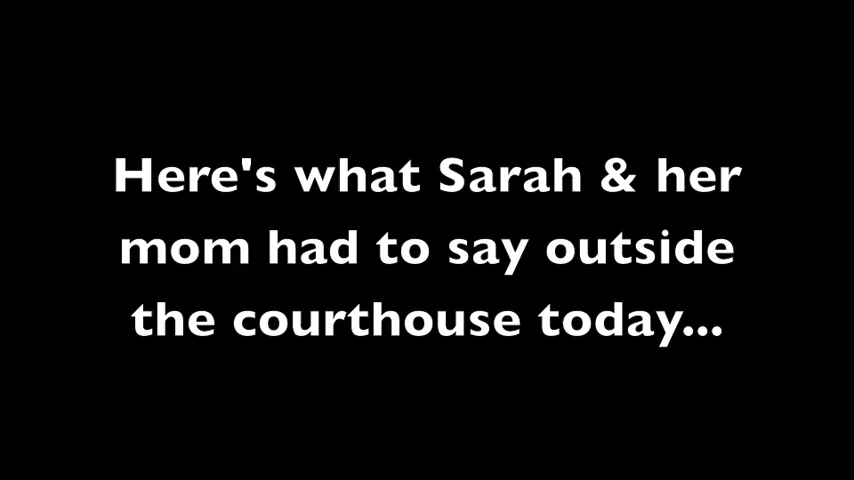 Here's what Sarah & her
mom had to say outside
the courthouse today...